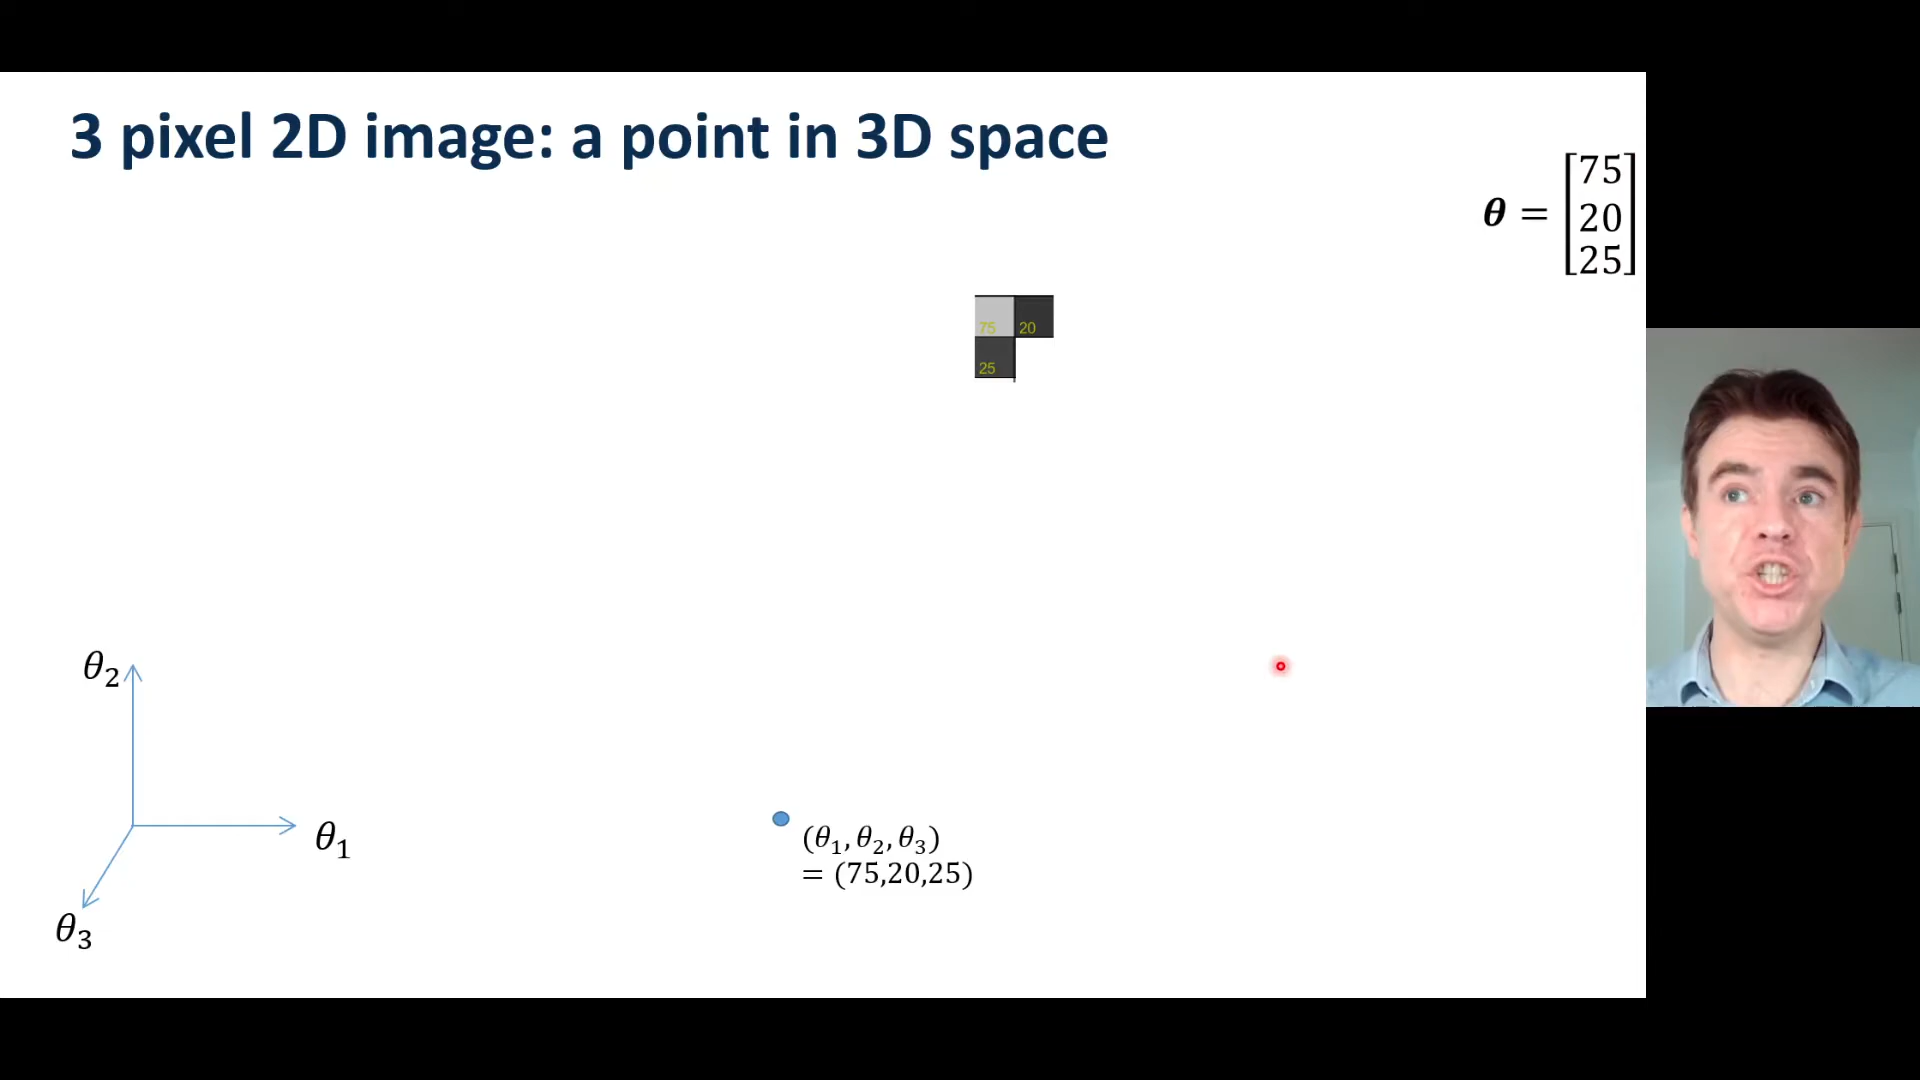 3 pixel 2D image: a point in 3D space
θ = [75
20
25]
75 20
25
θ₂
θ₁
θ₃
(θ₁, θ₂, θ₃)
= (75,20,25)